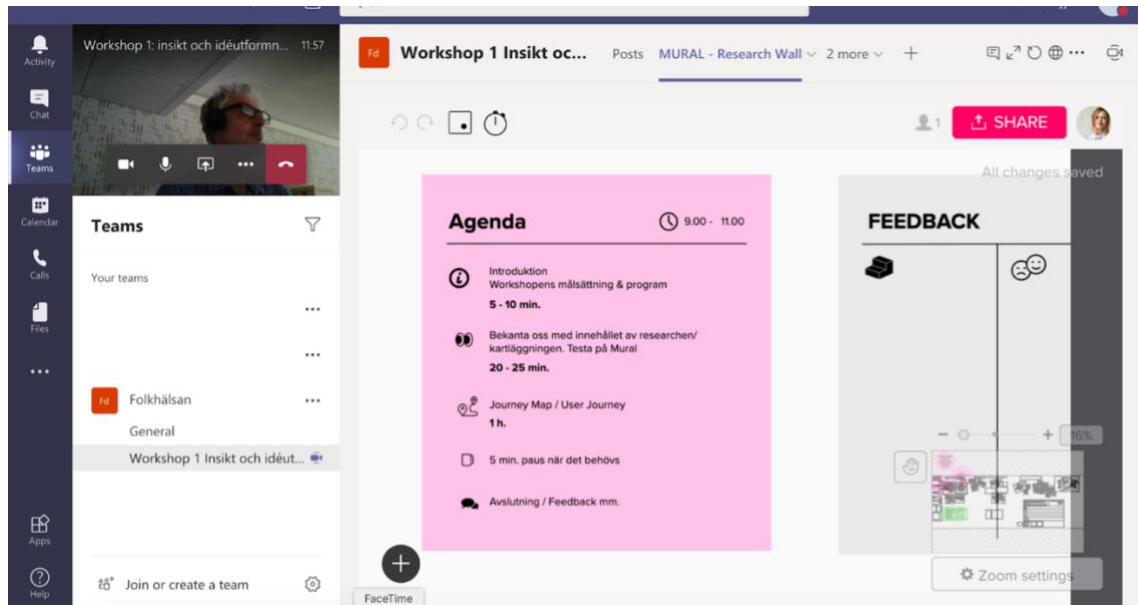 Activity
Chat
Teams
Calendar
Calls
Files
Apps
Help
Workshop 1: insikt och idéutformn... 11:57
Teams
Your teams
Fd Folkhälsan
General
Workshop 1 Insikt och idéut...
Join or create a team
Fd Workshop 1 Insikt oc... Posts MURAL - Research Wall 2 more
1 SHARE
All changes saved
Agenda 9.00 - 11.00
Introduktion
Workshopens målsättning & program
5 - 10 min.
Bekanta oss med innehållet av researchen/
kartläggningen. Testa på Mural
20 - 25 min.
Journey Map / User Journey
1 h.
5 min. paus når det behövs
Avslutning / Feedback mm.
FEEDBACK
16%
Zoom settings
FaceTime